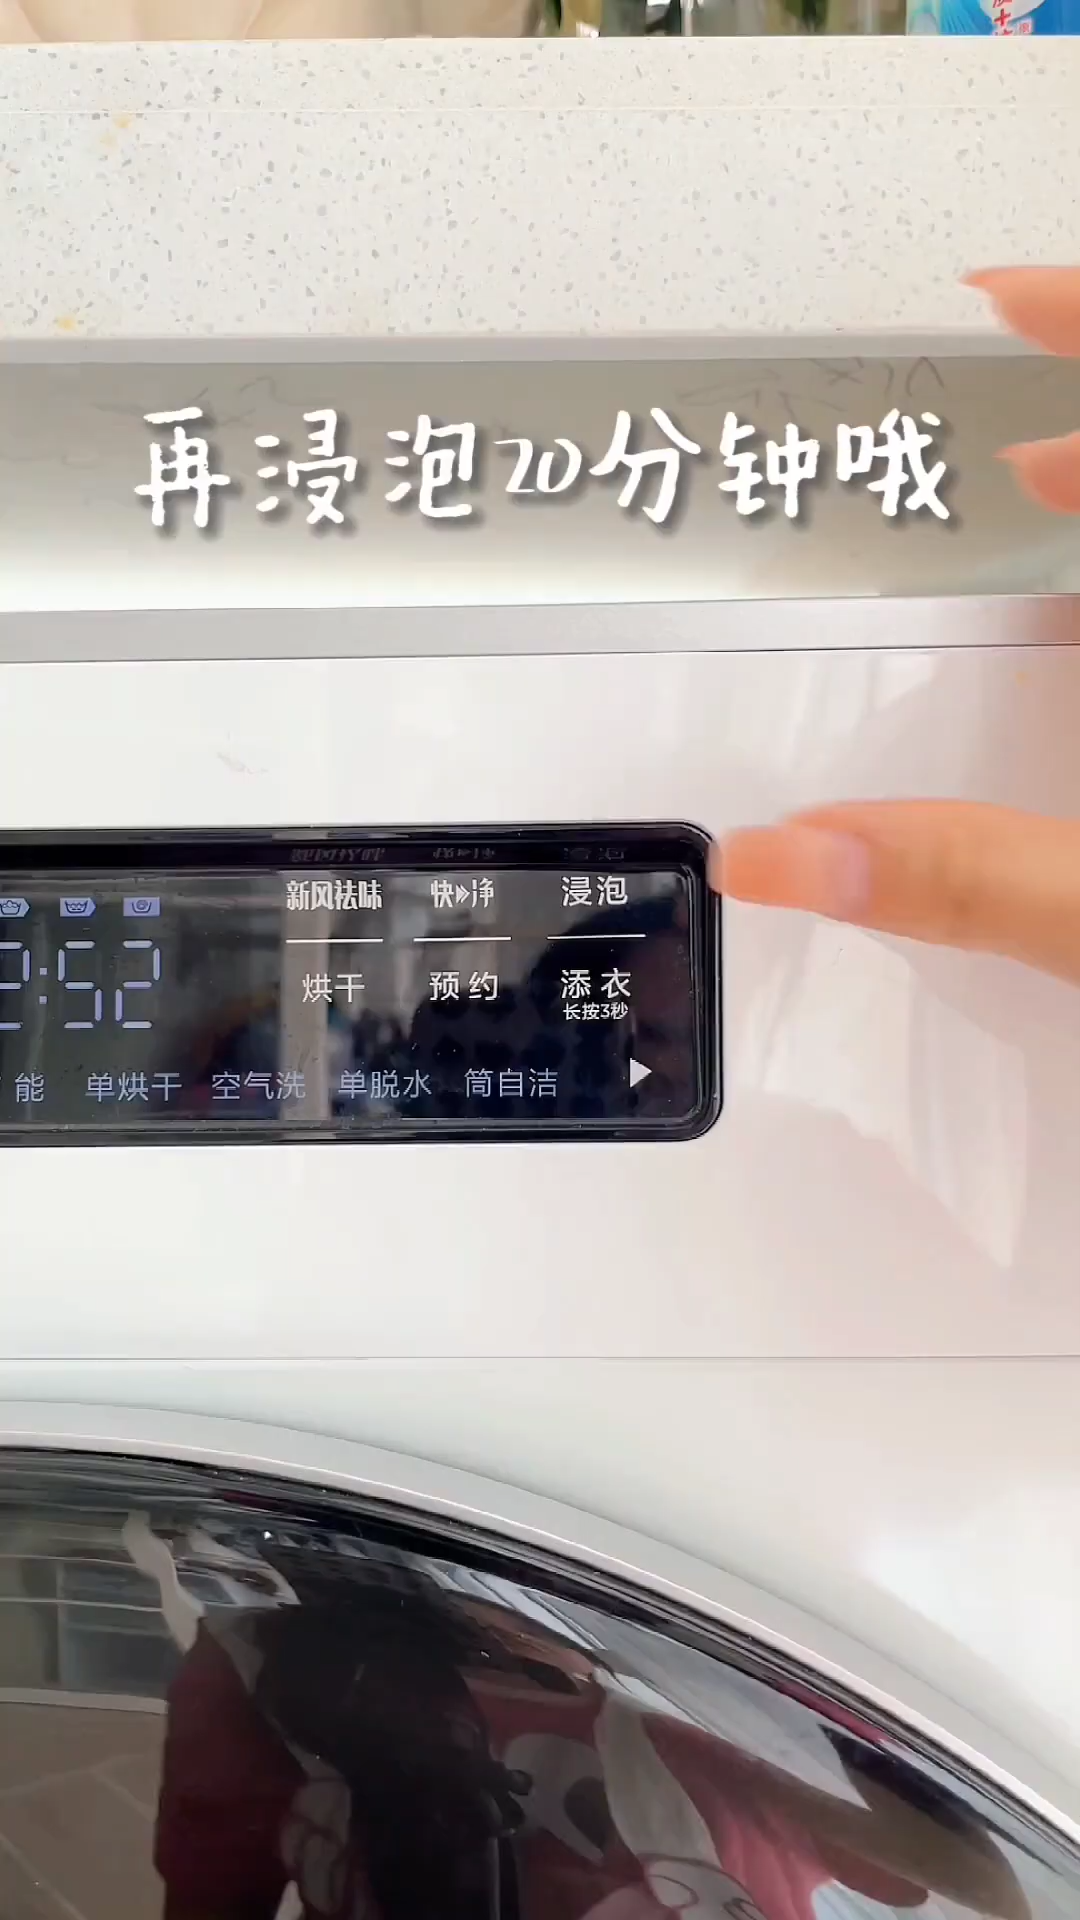 再浸泡20分钟哦
新风祛味 快净 浸泡
:52
烘干 预约 添衣
长按3秒
能 单烘干 空气洗 单脱水 筒自洁